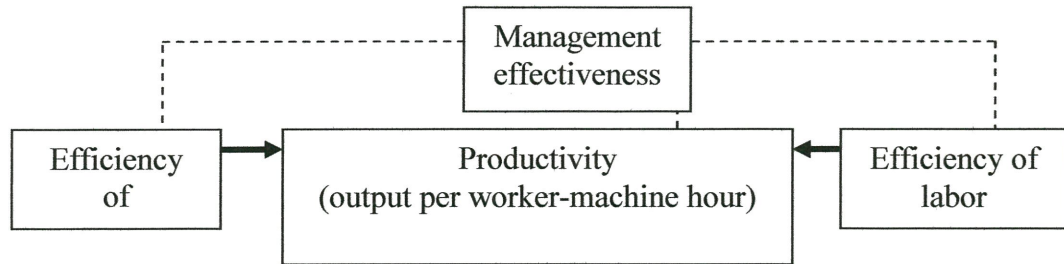 Management
effectiveness
Efficiency
of
Productivity
(output per worker-machine hour)
Efficiency of
labor